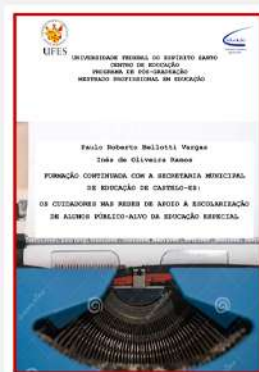 UFES
UNIVERSIDADE FEDERAL DO ESPÍRITO SANTO
CENTRO DE EDUCAÇÃO
PROGRAMA DE PÓS-GRADUAÇÃO
MESTRADO PROFISSIONAL EM EDUCAÇÃO
Paulo Roberto Bellotti Vargas
Inês de Oliveira Ramos
FORMAÇÃO CONTINUADA COM A SECRETARIA MUNICIPAL
DE EDUCAÇÃO DE CASTELO-ES:
OS CUIDADORES NAS REDES DE APOIO À ESCOLARIZAÇÃO
DE ALUNOS PÚBLICO-ALVO DA EDUCAÇÃO ESPECIAL